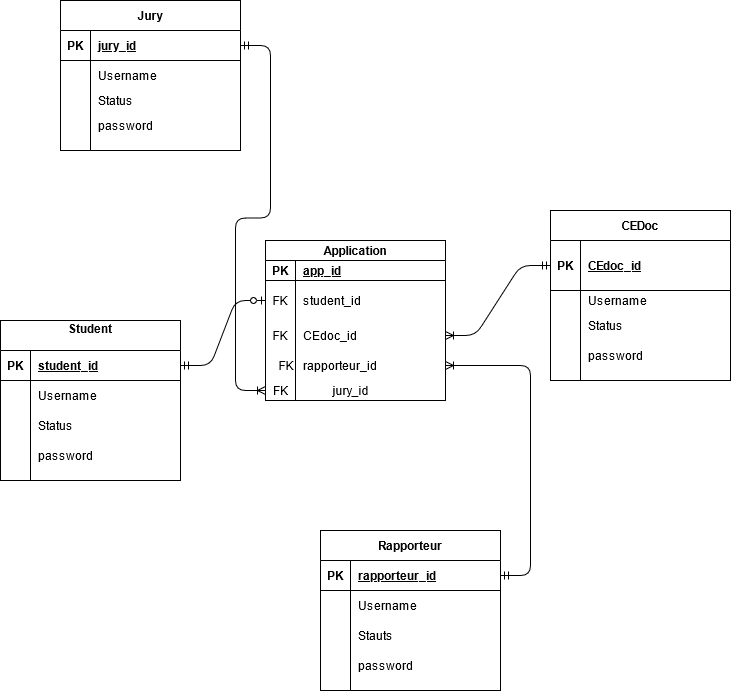 Jury
PK jury_id
Username
Status
password
CEDoc
PK CEdoc_id
Username
Status
password
Application
PK app_id
FK student_id
FK CEdoc_id
FK rapporteur_id
FK jury_id
Student
PK student_id
Username
Status
password
Rapporteur
PK rapporteur_id
Username
Stauts
password